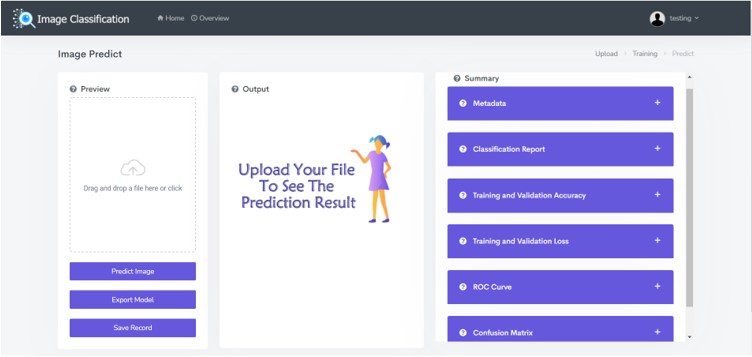 Image Classification
Home
Overview
testing
Image Predict
Upload
Training
Predict
Preview
Drag and drop a file here or click
Predict Image
Export Model
Save Record
Output
Upload Your File
To See The
Prediction Result
Summary
Metadata
Classification Report
Training and Validation Accuracy
Training and Validation Loss
ROC Curve
Confusion Matrix